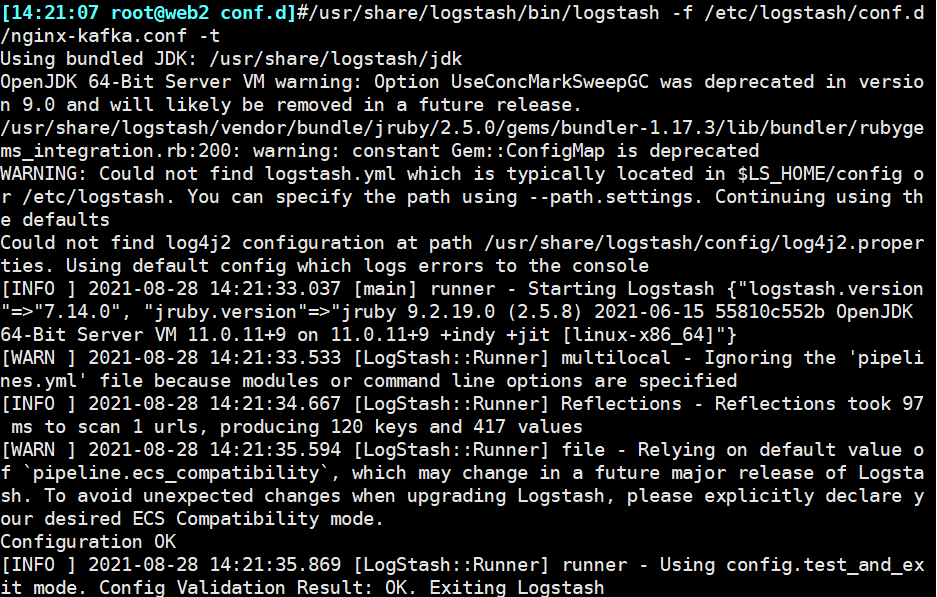 [14:21:07 root@web2 conf.d]#/usr/share/logstash/bin/logstash -f /etc/logstash/conf.d
/nginx-kafka.conf -t
Using bundled JDK: /usr/share/logstash/jdk
OpenJDK 64-Bit Server VM warning: Option UseConcMarkSweepGC was deprecated in versio
n 9.0 and will likely be removed in a future release.
/usr/share/logstash/vendor/bundle/jruby/2.5.0/gems/bundler-1.17.3/lib/bundler/rubyge
ms_integration.rb:200: warning: constant Gem::ConfigMap is deprecated
WARNING: Could not find logstash.yml which is typically located in $LS_HOME/config o
r /etc/logstash. You can specify the path using --path.settings. Continuing using th
e defaults
Could not find log4j2 configuration at path /usr/share/logstash/config/log4j2.proper
ties. Using default config which logs errors to the console
[INFO ] 2021-08-28 14:21:33.037 [main] runner - Starting Logstash {"logstash.version
"=>"7.14.0", "jruby.version"=>"jruby 9.2.19.0 (2.5.8) 2021-06-15 55810c552b OpenJDK
64-Bit Server VM 11.0.11+9 on 11.0.11+9 +indy +jit [linux-x86_64]"}
[WARN ] 2021-08-28 14:21:33.533 [LogStash::Runner] multilocal - Ignoring the 'pipeli
nes.yml' file because modules or command line options are specified
[INFO ] 2021-08-28 14:21:34.667 [LogStash::Runner] Reflections - Reflections took 97
 ms to scan 1 urls, producing 120 keys and 417 values
[WARN ] 2021-08-28 14:21:35.594 [LogStash::Runner] file - Relying on default value o
f `pipeline.ecs_compatibility`, which may change in a future major release of Logsta
sh. To avoid unexpected changes when upgrading Logstash, please explicitly declare y
our desired ECS Compatibility mode.
Configuration OK
[INFO ] 2021-08-28 14:21:35.869 [LogStash::Runner] runner - Using config.test_and_ex
it mode. Config Validation Result: OK. Exiting Logstash